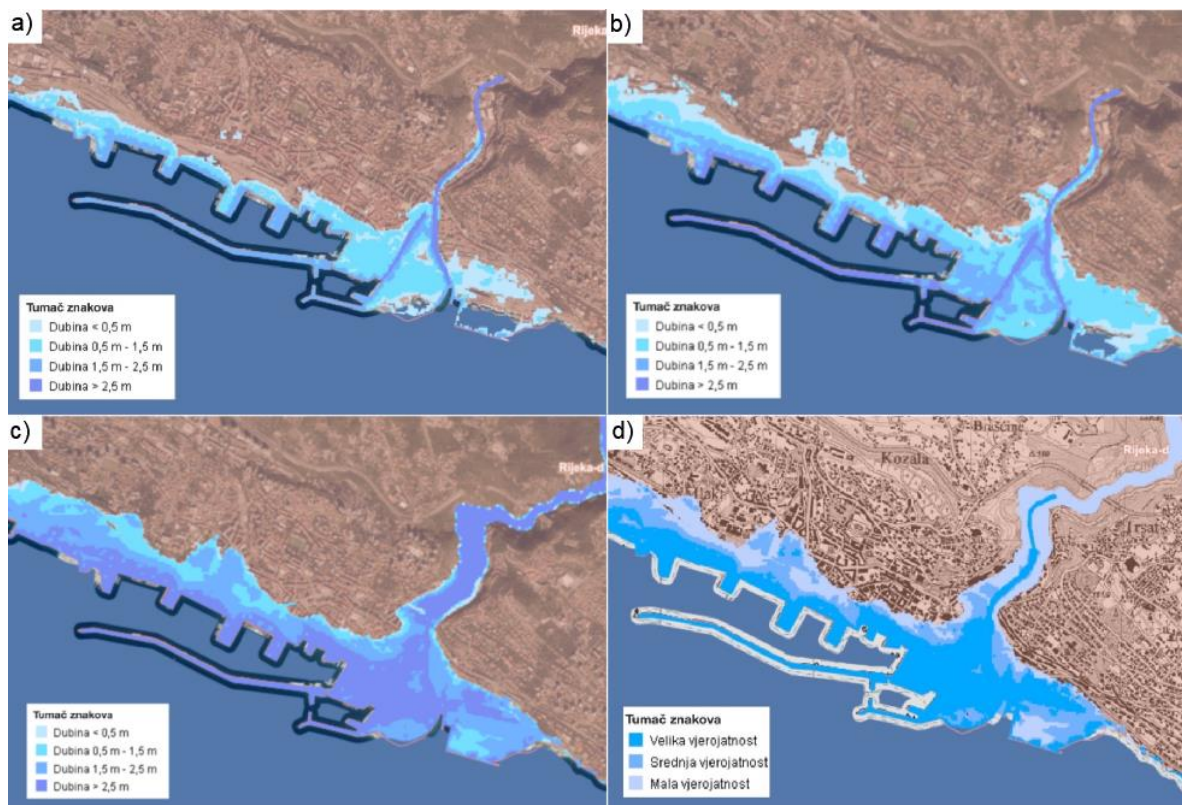 a)
Rijeka
Tumač znakova
Dubina < 0,5 m
Dubina 0,5 m - 1,5 m
Dubina 1,5 m - 2,5 m
Dubina > 2,5 m
b)
Tumač znakova
Dubina < 0,5 m
Dubina 0,5 m - 1,5 m
Dubina 1,5 m - 2,5 m
Dubina > 2,5 m
c)
Rijeka-d
Tumač znakova
Dubina < 0,5 m
Dubina 0,5 m - 1,5 m
Dubina 1,5 m - 2,5 m
Dubina > 2,5 m
d)
Brašćine
Kozala
Rijeka-d
Trsat
Tumač znakova
Velika vjerojatnost
Srednja vjerojatnost
Mala vjerojatnost